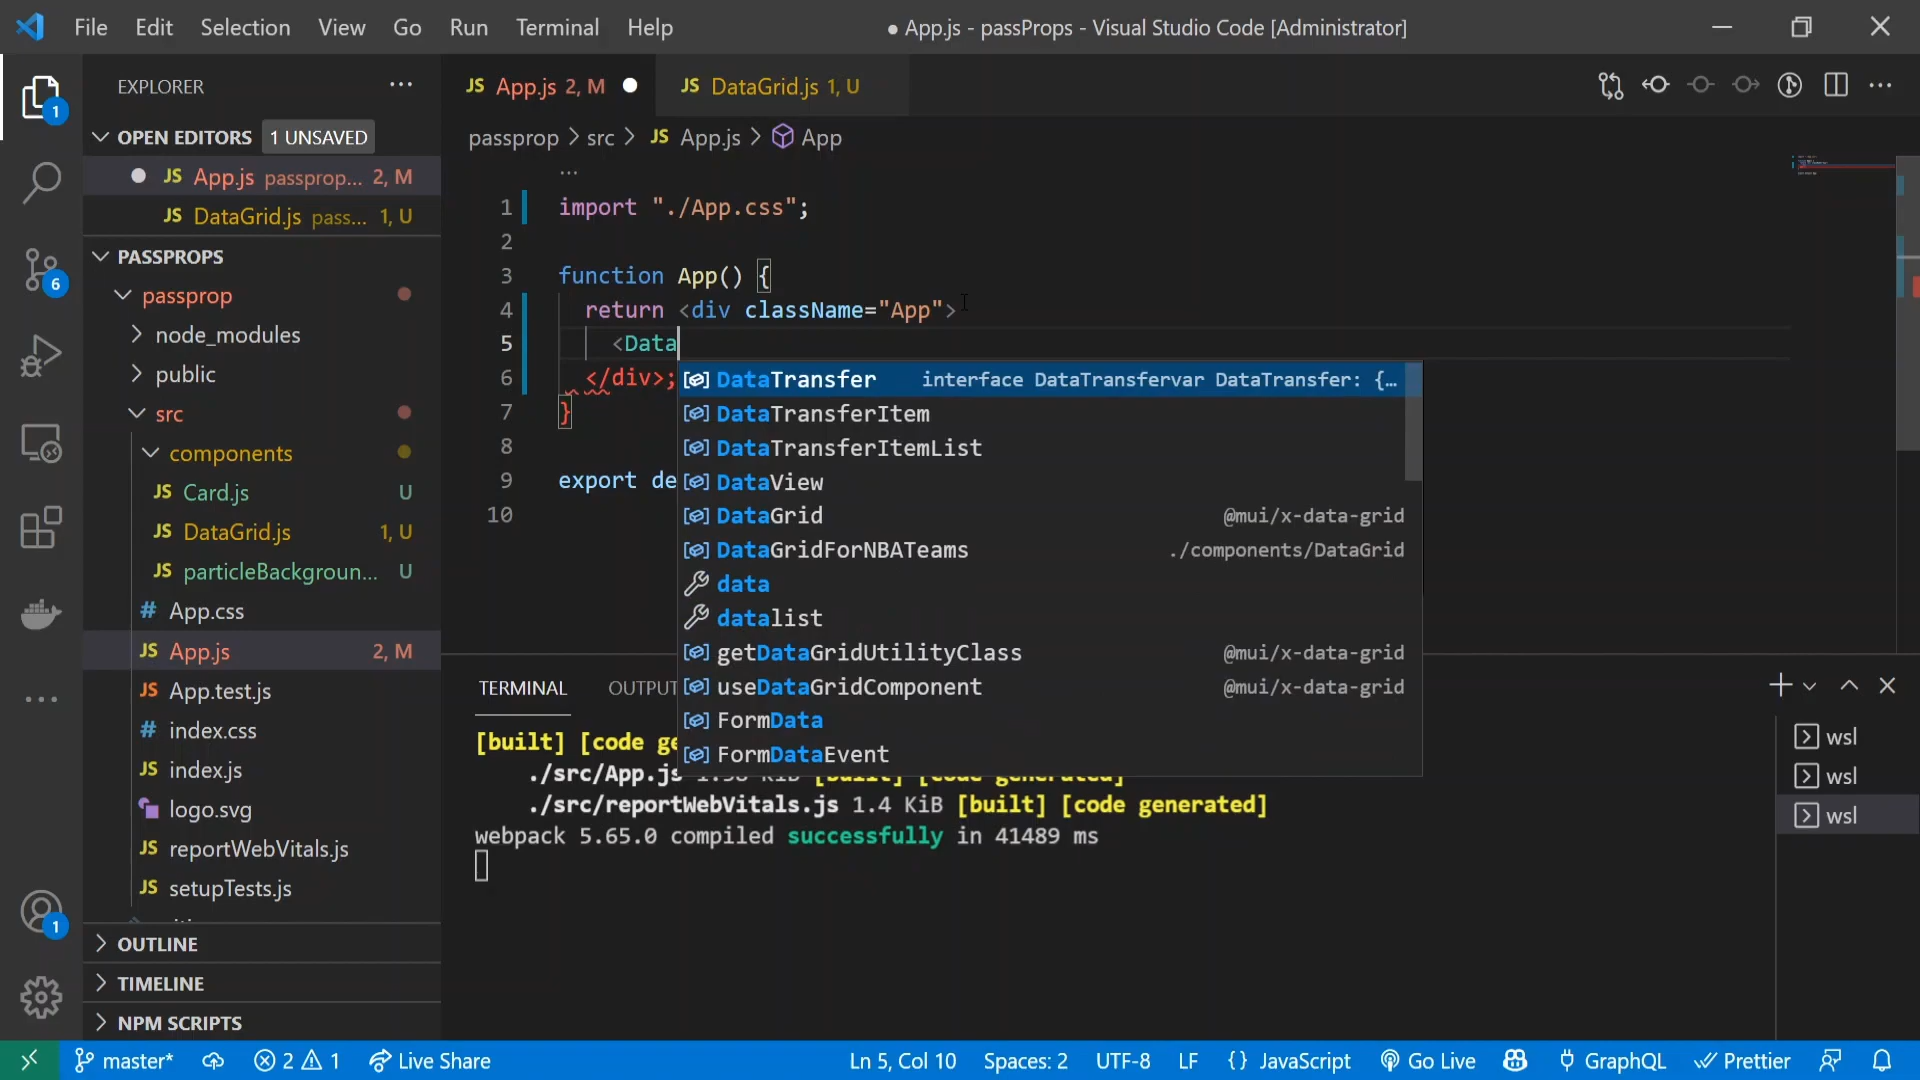 File Edit Selection View Go Run Terminal Help
● App.js - passProps - Visual Studio Code [Administrator]
EXPLORER
OPEN EDITORS 1 UNSAVED
JS App.js passprop... 2, M
JS DataGrid.js pass... 1, U
PASSPROPS
passprop
node_modules
public
src
components
JS Card.js U
JS DataGrid.js 1, U
JS particleBackgroun... U
# App.css
JS App.js 2, M
JS App.test.js
# index.css
JS index.js
logo.svg
JS reportWebVitals.js
JS setupTests.js
OUTLINE
TIMELINE
NPM SCRIPTS
1
6
1
JS App.js 2, M ●
JS DataGrid.js 1, U
passprop > src > JS App.js > App
...
1 import "./App.css";
2
3 function App() {
4 return <div className="App">
5 <Data
6 </div>;
7 }
8
9 export de
10
DataTransfer interface DataTransfervar DataTransfer: {…
DataTransferItem
DataTransferItemList
DataView
DataGrid @mui/x-data-grid
DataGridForNBATeams ./components/DataGrid
data
datalist
getDataGridUtilityClass @mui/x-data-grid
useDataGridComponent @mui/x-data-grid
FormData
FormDataEvent
TERMINAL OUTPUT
[built] [code ge
./src/App.js 1.58 KiB [built] [code generated]
./src/reportWebVitals.js 1.4 KiB [built] [code generated]
webpack 5.65.0 compiled successfully in 41489 ms
wsl
wsl
wsl
master* 2 1 Live Share
Ln 5, Col 10 Spaces: 2 UTF-8 LF {} JavaScript Go Live GraphQL Prettier